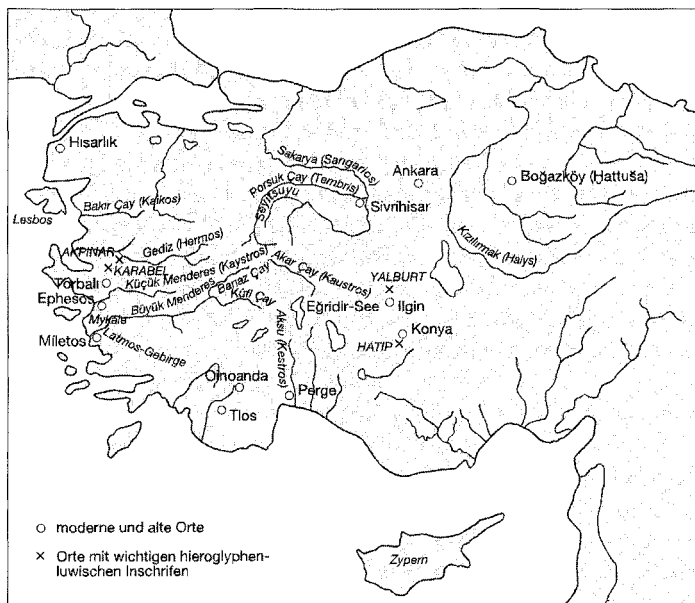 Hısarlık
Sakarya (Sangarios)
Ankara
Boğazköy (Hattuša)
Porsuk Çay (Tembris)
Seyitsuyu
Sivrihisar
Lesbos
Bakır Çay (Kaikos)
Kızılırmak (Halys)
AKPINAR
Gediz (Hermos)
KARABEL
Akar Çay (Kaustros)
YALBURT
Torbalı
Küçük Menderes (Kaystros)
Banaz Çay
Ephesos
Büyük Menderes
Kūfi Çay
Eğridir-See
Ilgin
Mykale
Miletos
Latmos-Gebirge
Aksu (Kestros)
Konya
HATIP
Oinoanda
Perge
Tlos
moderne und alte Orte
Orte mit wichtigen hieroglyphen-
luwischen Inschrifen
Zypern